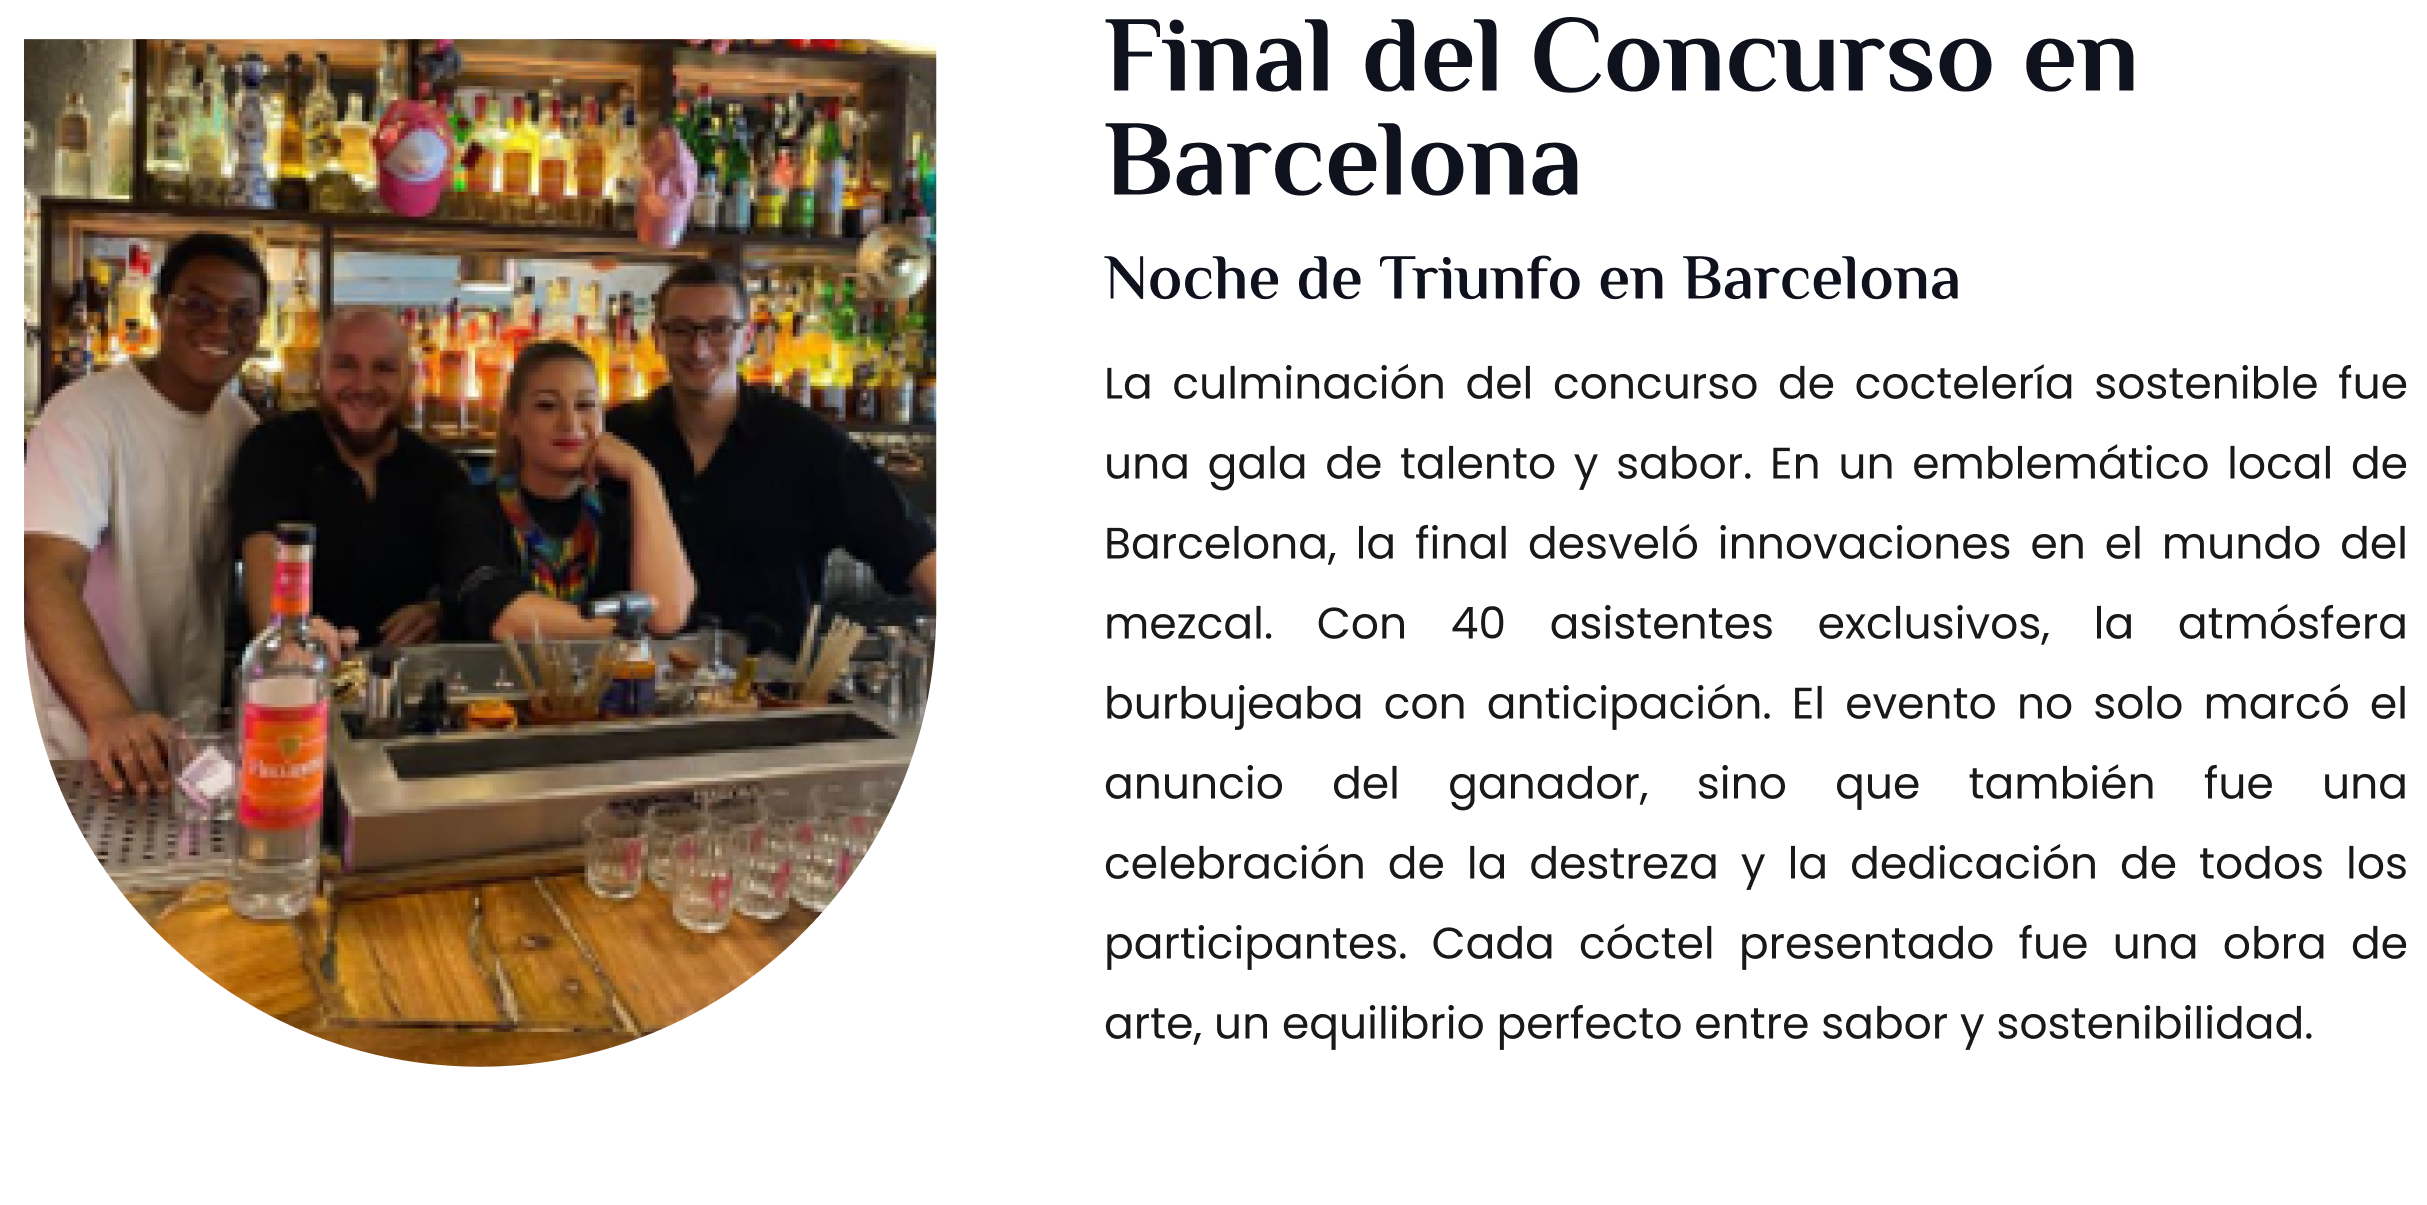 Final del Concurso en
Barcelona
Noche de Triunfo en Barcelona
La culminación del concurso de coctelería sostenible fue
una gala de talento y sabor. En un emblemático local de
Barcelona, la final desveló innovaciones en el mundo del
mezcal. Con 40 asistentes exclusivos, la atmósfera
burbujeaba con anticipación. El evento no solo marcó el
anuncio del ganador, sino que también fue una
celebración de la destreza y la dedicación de todos los
participantes. Cada cóctel presentado fue una obra de
arte, un equilibrio perfecto entre sabor y sostenibilidad.